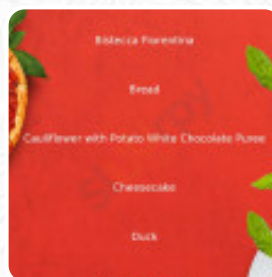 Bistecca Fiorentina
Bread
Cauliflower with Potato White Chocolate Puree
Cheesecake
Duck